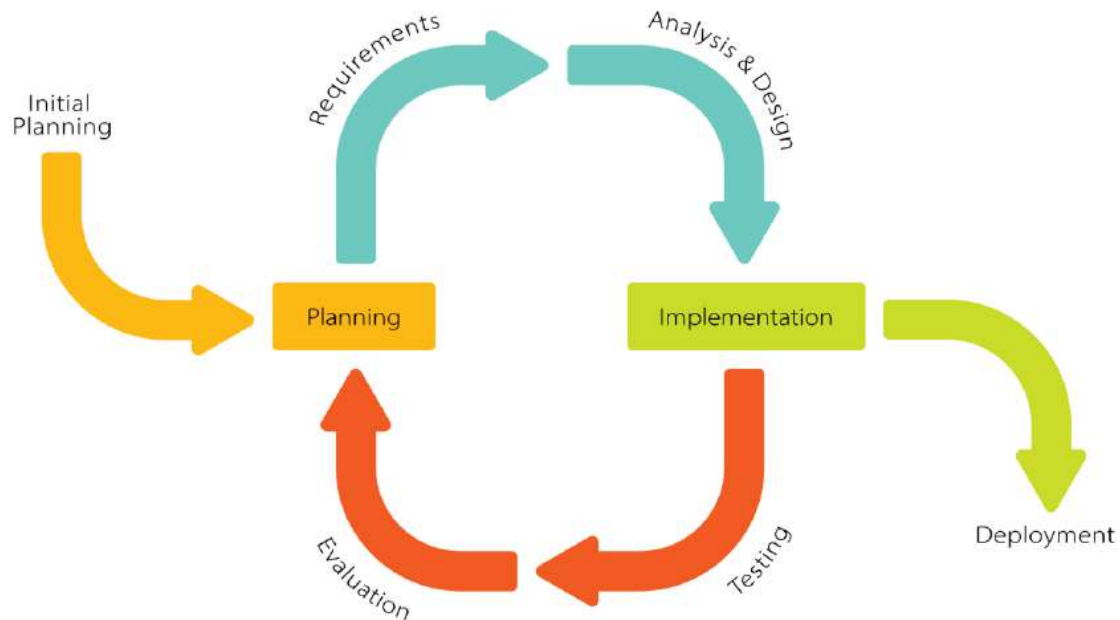 Initial
Planning
Requirements
Analysis & Design
Planning
Implementation
Evaluation
Testing
Deployment